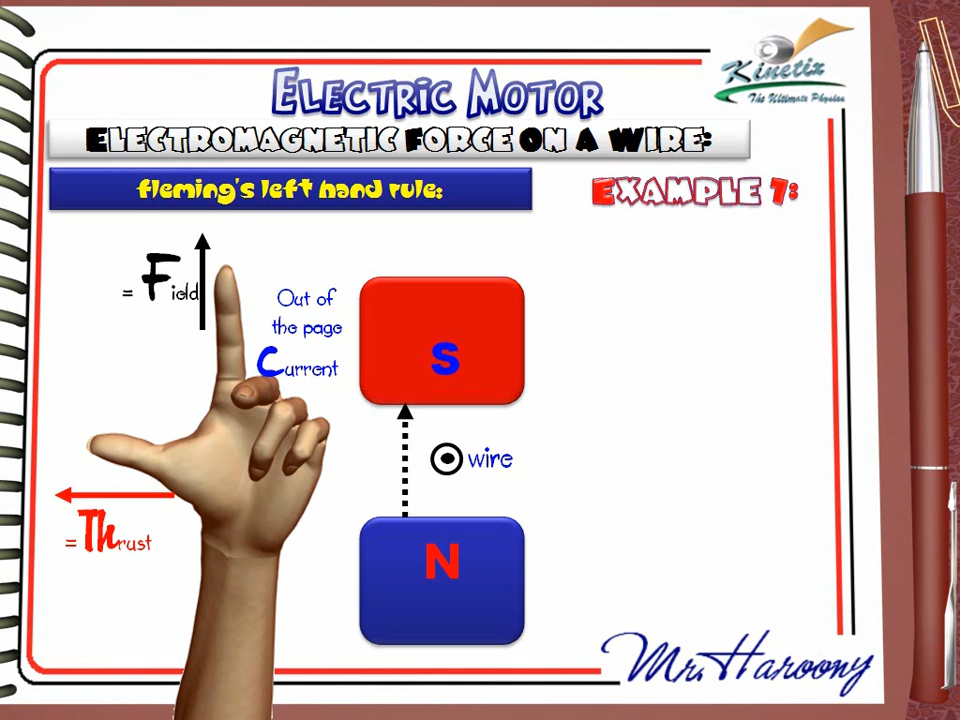 Electric Motor
Kinetix
The Ultimate Physics
Electromagnetic Force on a Wire:
fleming's left hand rule:
Example 7:
= Field
Out of
the page
Current
S
wire
= Thrust
N
Mr. Haroony